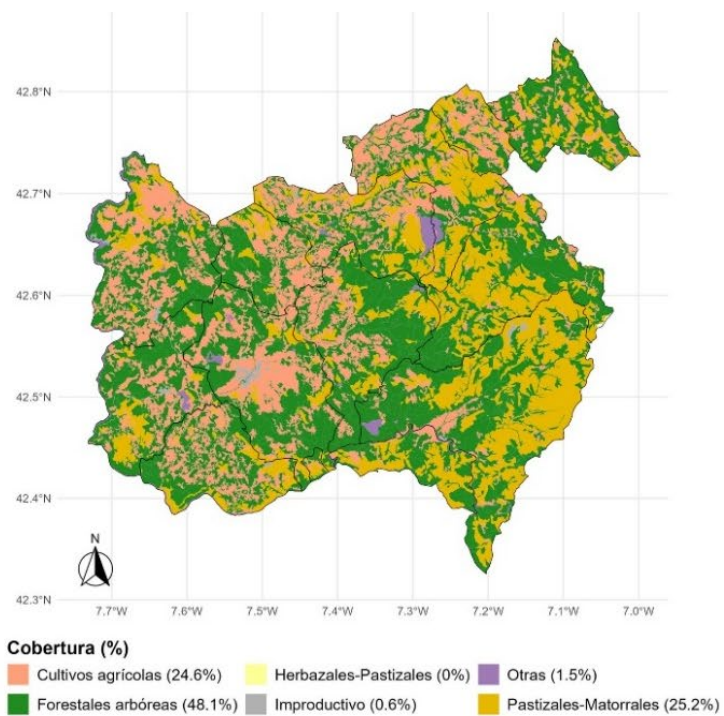 42.8°N
42.7°N
42.6°N
42.5°N
42.4°N
42.3°N
N
7.7°W 7.6°W 7.5°W 7.4°W 7.3°W 7.2°W 7.1°W 7.0°W
Cobertura (%)
Cultivos agrícolas (24.6%) Herbazales-Pastizales (0%) Otras (1.5%)
Forestales arbóreas (48.1%) Improductivo (0.6%) Pastizales-Matorrales (25.2%)